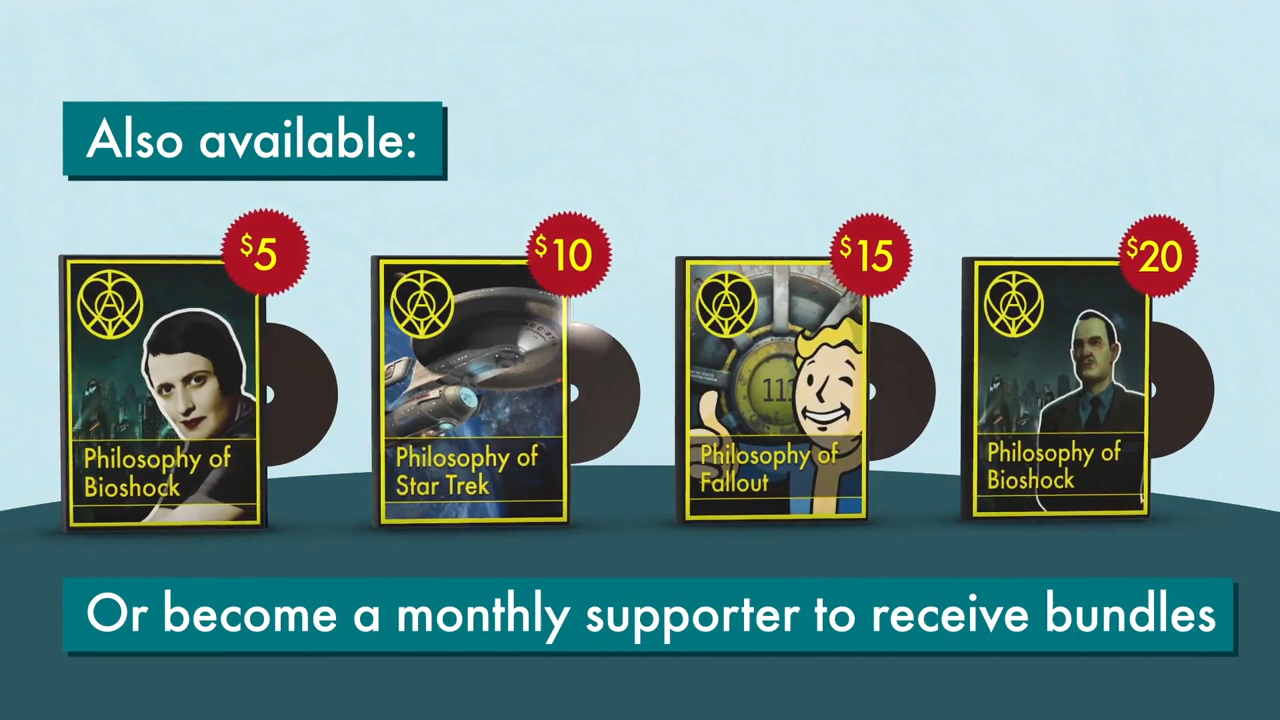 Also available:
$5
$10
$15
$20
A
A
A
A
111
Philosophy of
Bioshock
Philosophy of
Star Trek
Philosophy of
Fallout
Philosophy of
Bioshock
Or become a monthly supporter to receive bundles